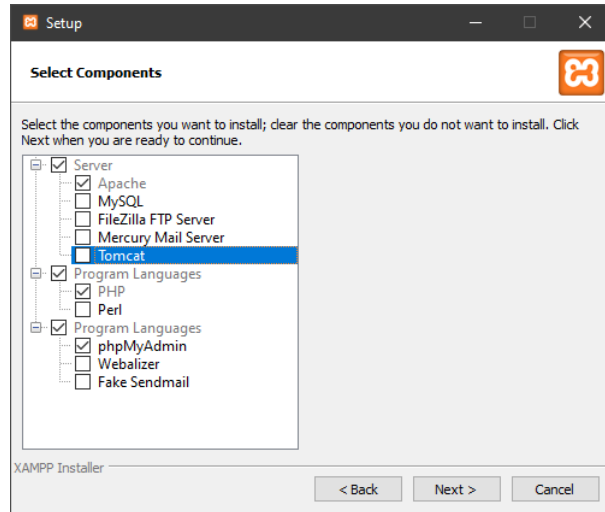 Setup
Select Components
Select the components you want to install; clear the components you do not want to install. Click
Next when you are ready to continue.
Server
Apache
MySQL
FileZilla FTP Server
Mercury Mail Server
Tomcat
Program Languages
PHP
Perl
Program Languages
phpMyAdmin
Webalizer
Fake Sendmail
XAMPP Installer
< Back
Next >
Cancel